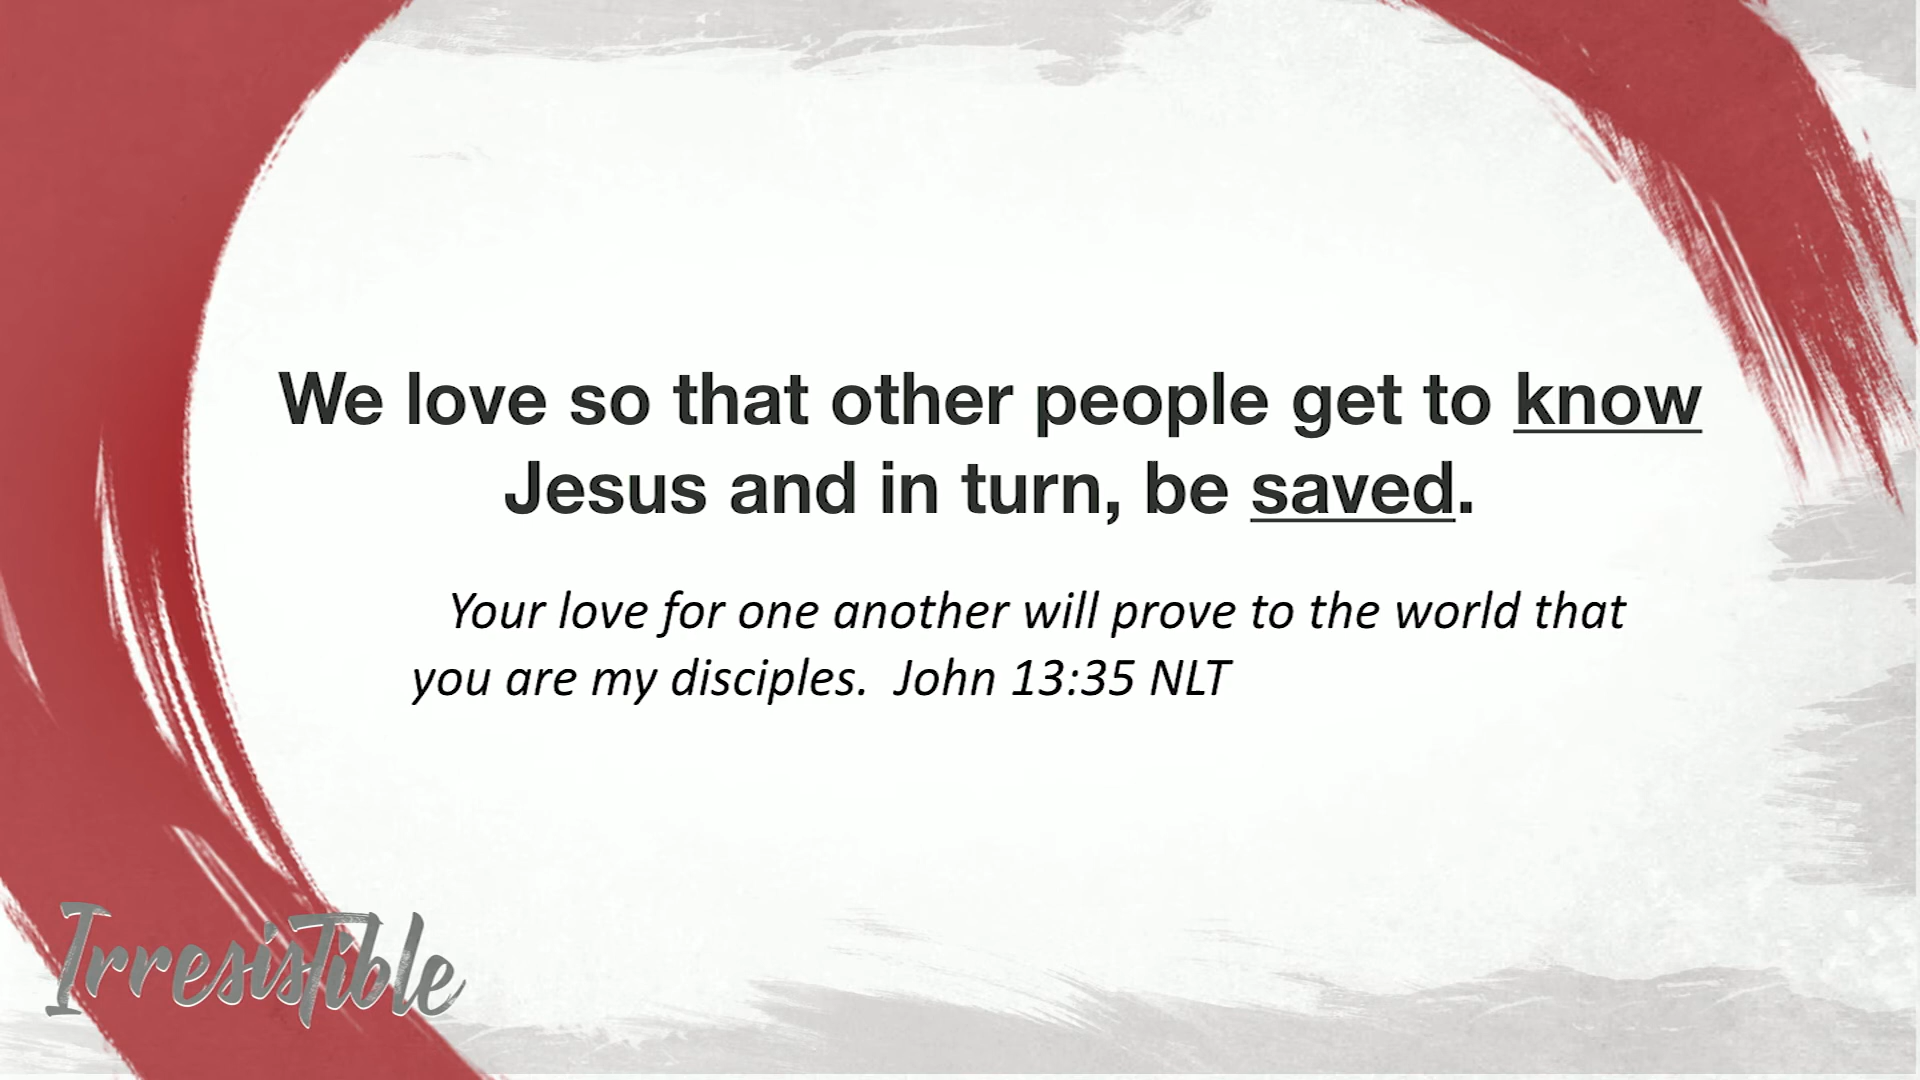 We love so that other people get to know
Jesus and in turn, be saved.
Your love for one another will prove to the world that
you are my disciples.  John 13:35 NLT
Irresistible